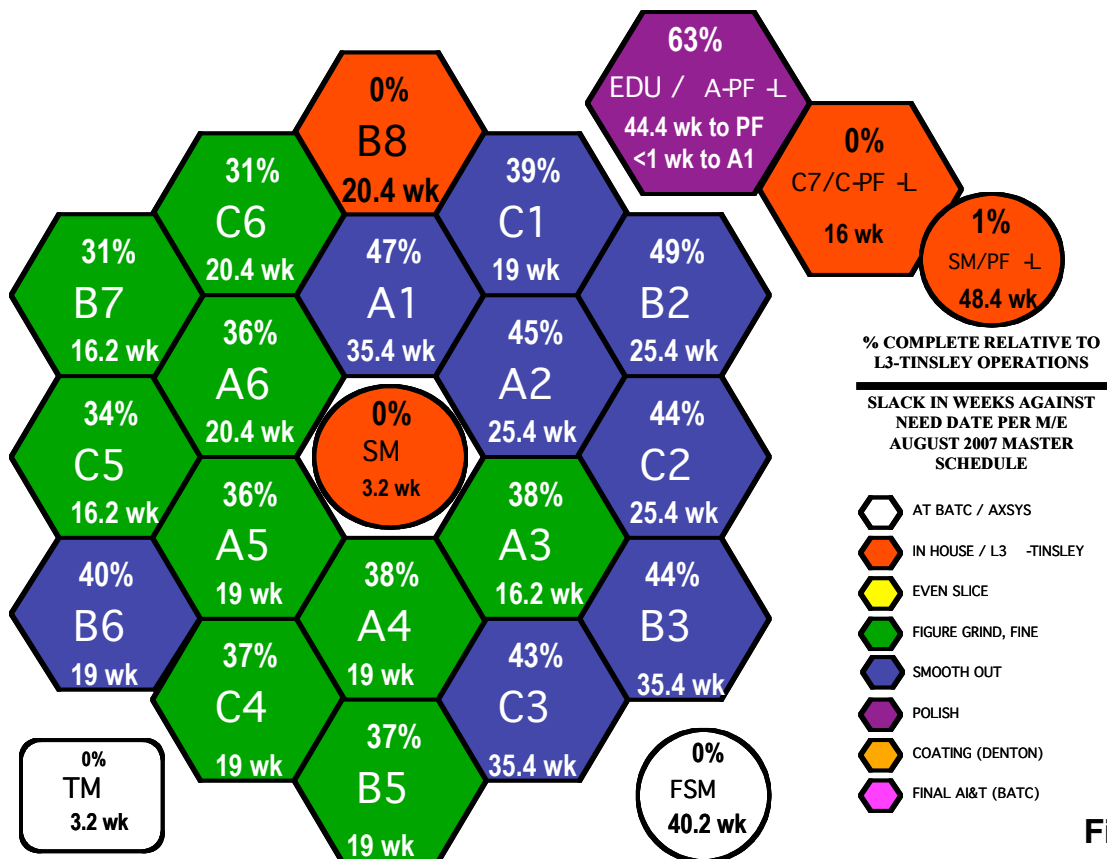 63%
EDU / A-PF -L
44.4 wk to PF
<1 wk to A1
0%
C7/C-PF -L
16 wk
1%
SM/PF -L
48.4 wk
0%
B8
20.4 wk
31%
C6
20.4 wk
39%
C1
19 wk
31%
B7
16.2 wk
47%
A1
35.4 wk
49%
B2
25.4 wk
36%
A6
20.4 wk
45%
A2
25.4 wk
34%
C5
16.2 wk
0%
SM
3.2 wk
44%
C2
25.4 wk
36%
A5
19 wk
38%
A3
16.2 wk
40%
B6
19 wk
38%
A4
19 wk
44%
B3
35.4 wk
37%
C4
19 wk
43%
C3
35.4 wk
37%
B5
19 wk
0%
TM
3.2 wk
0%
FSM
40.2 wk
% COMPLETE RELATIVE TO
L3-TINSLEY OPERATIONS
SLACK IN WEEKS AGAINST
NEED DATE PER M/E
AUGUST 2007 MASTER
SCHEDULE
AT BATC / AXSYS
IN HOUSE / L3 -TINSLEY
EVEN SLICE
FIGURE GRIND, FINE
SMOOTH OUT
POLISH
COATING (DENTON)
FINAL AI&T (BATC)
Fi